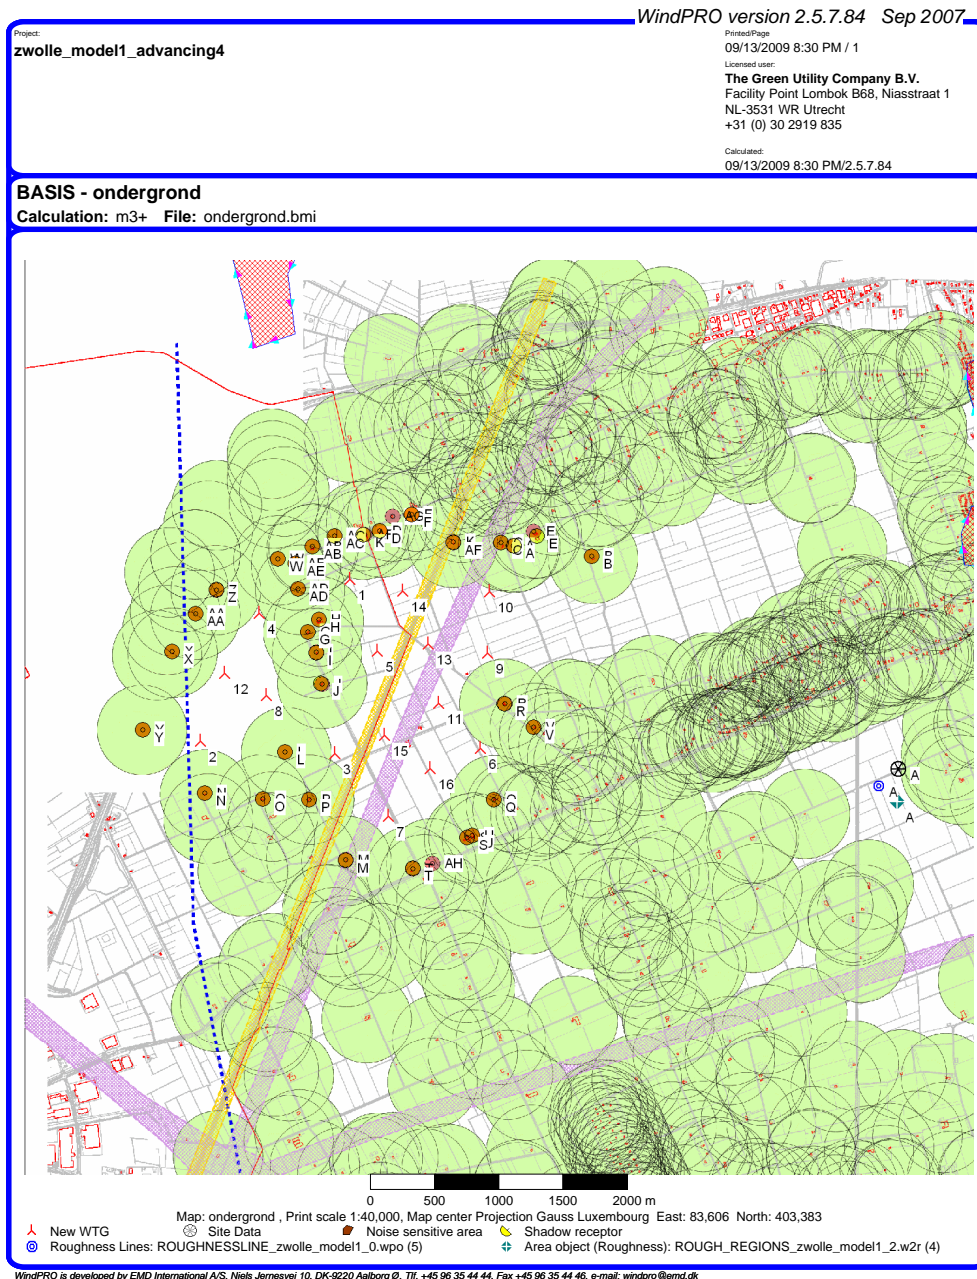 WindPRO version 2.5.7.84 Sep 2007
Project:
zwolle_model1_advancing4
Printed/Page
09/13/2009 8:30 PM / 1
Licensed user:
The Green Utility Company B.V.
Facility Point Lombok B68, Niasstraat 1
NL-3531 WR Utrecht
+31 (0) 30 2919 835
Calculated:
09/13/2009 8:30 PM/2.5.7.84
BASIS - ondergrond
Calculation: m3+ File: ondergrond.bmi
F
D
K
E
AF
A
E
B
AB
AC
W
AE
AD
1
14
10
Z
AA
4
H
G
I
5
13
9
X
12
J
8
11
R
V
Y
2
L
3
15
6
16
A
A
A
N
O
P
7
Q
S
M
T
AH
0 500 1000 1500 2000 m
Map: ondergrond , Print scale 1:40,000, Map center Projection Gauss Luxembourg East: 83,606 North: 403,383
New WTG
Site Data
Noise sensitive area
Shadow receptor
Roughness Lines: ROUGHNESSLINE_zwolle_model1_0.wpo (5)
Area object (Roughness): ROUGH_REGIONS_zwolle_model1_2.w2r (4)
WindPRO is developed by EMD International A/S, Niels Jernesvej 10, DK-9220 Aalborg Ø, Tlf. +45 96 35 44 44, Fax +45 96 35 44 46, e-mail: windpro@emd.dk